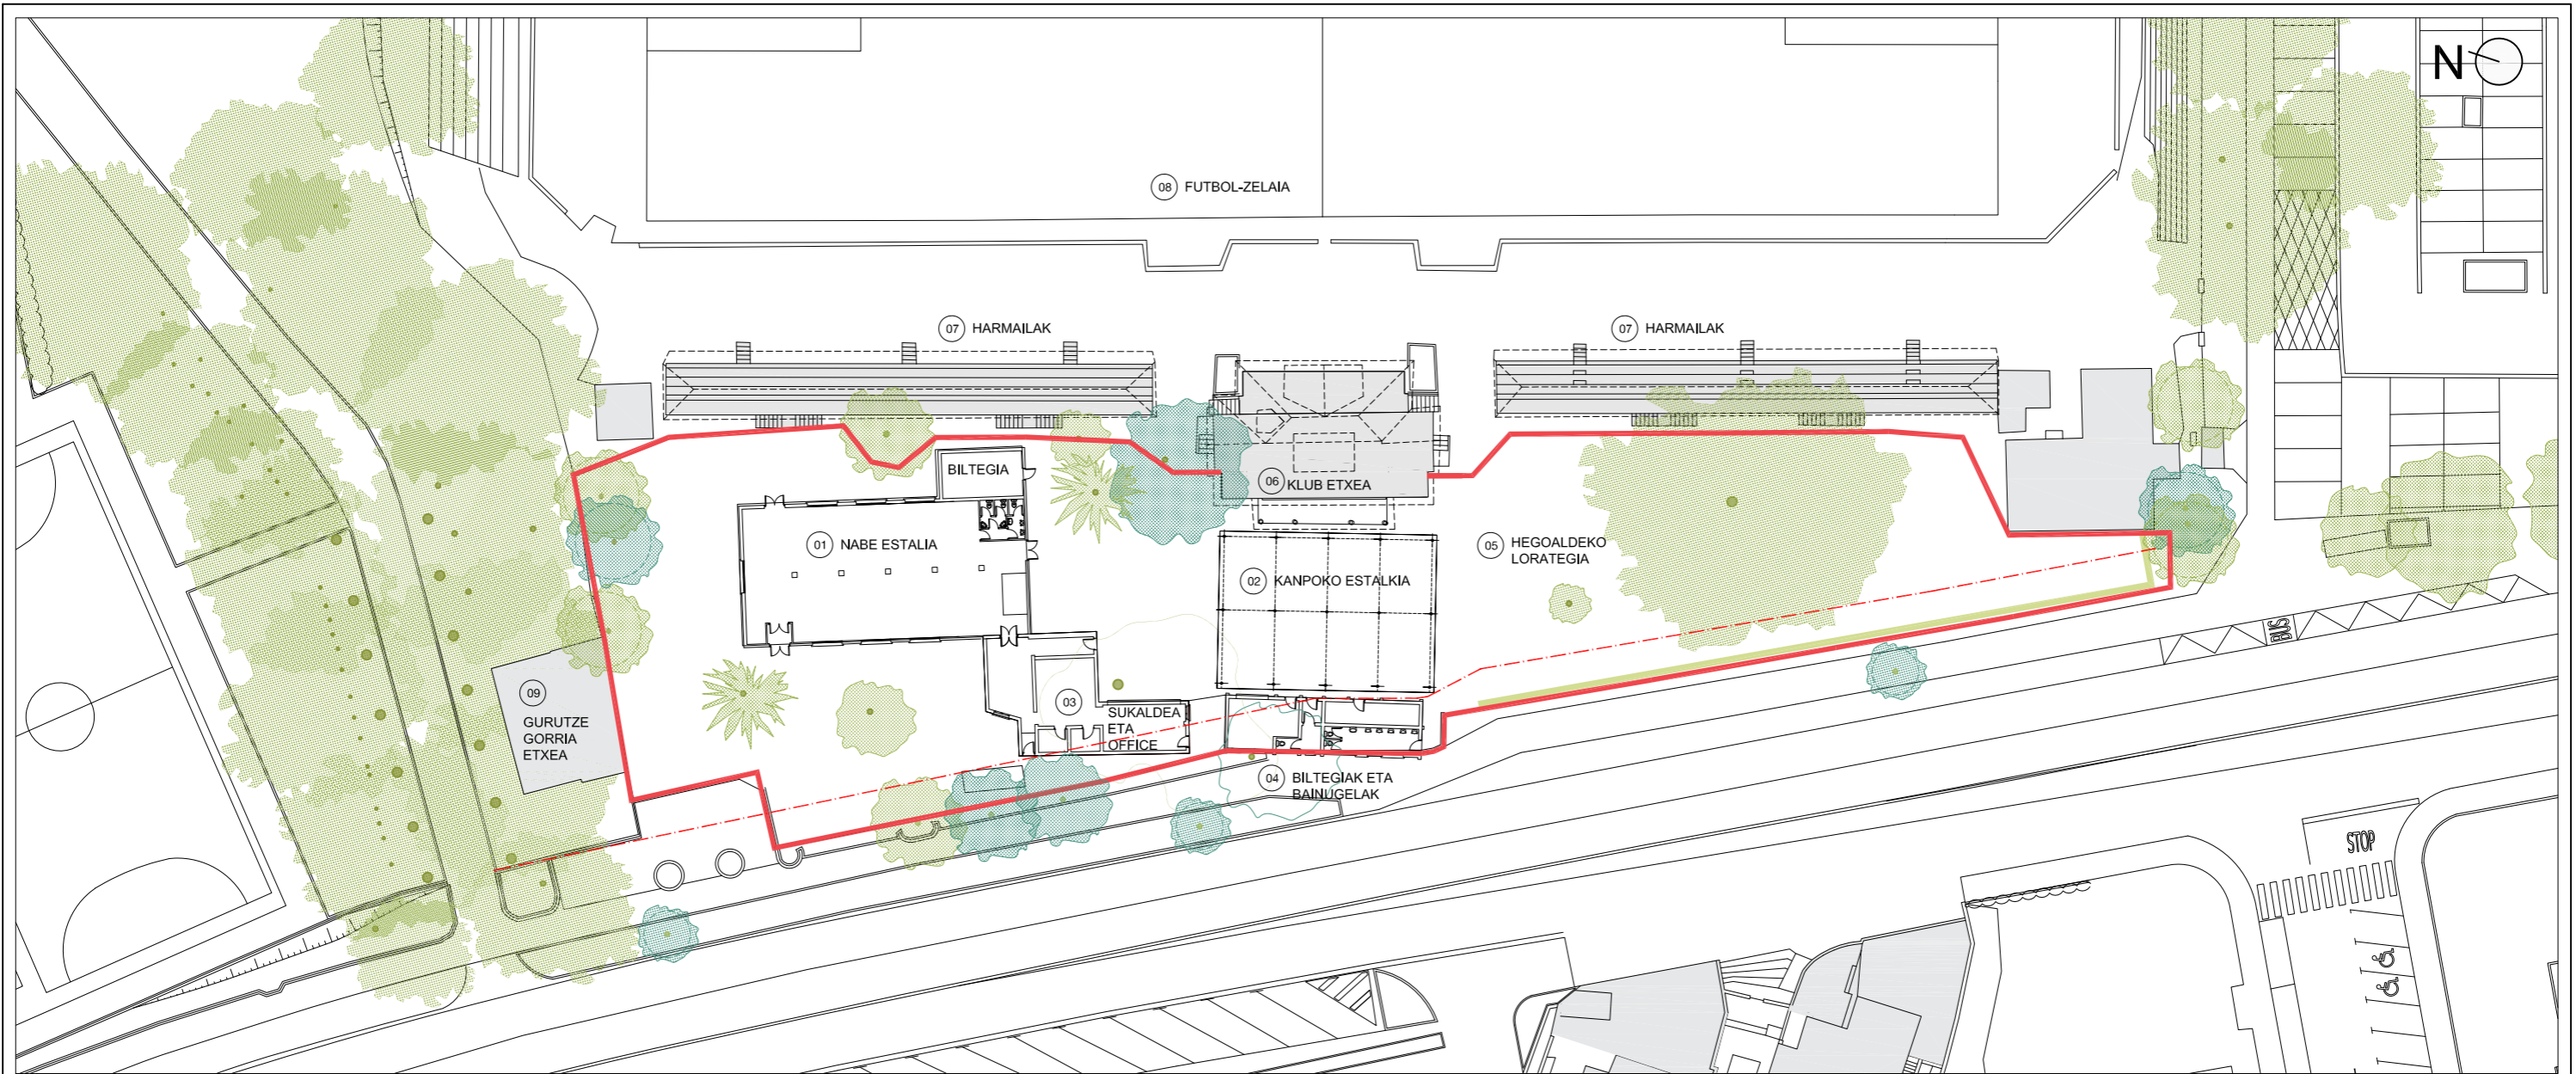 N
08 FUTBOL-ZELAIA
07 HARMAILAK
07 HARMAILAK
BILTEGIA
06 KLUB ETXEA
01 NABE ESTALIA
05 HEGOALDEKO
LORATEGIA
02 KANPOKO ESTALKIA
BUS
09
GURUTZE
GORRIA
ETXEA
03
SUKALDEA
ETA
OFFICE
04 BILTEGIAK ETA
BAINUGELAK
STOP